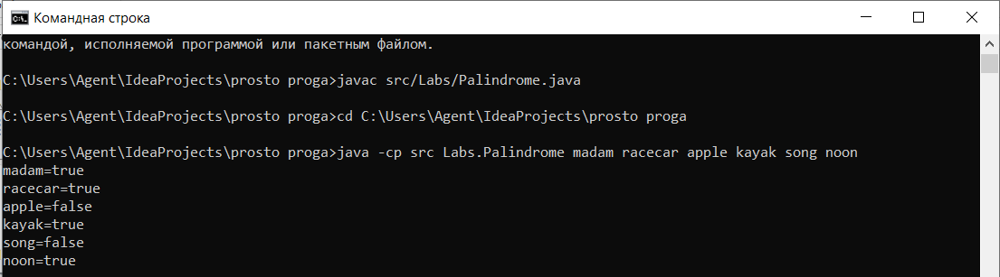 Командная строка
командой, исполняемой программой или пакетным файлом.
C:\Users\Agent\IdeaProjects\prosto proga>javac src/Labs/Palindrome.java
C:\Users\Agent\IdeaProjects\prosto proga>cd C:\Users\Agent\IdeaProjects\prosto proga
C:\Users\Agent\IdeaProjects\prosto proga>java -cp src Labs.Palindrome madam racecar apple kayak song noon
madam=true
racecar=true
apple=false
kayak=true
song=false
noon=true